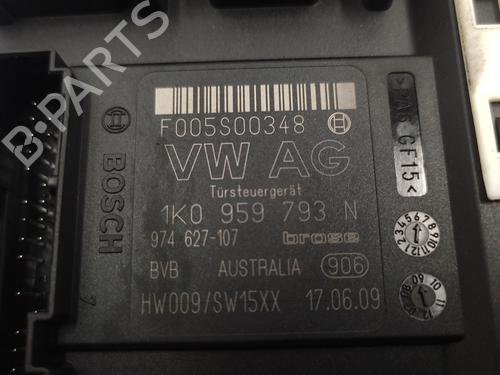 F005S00348
VW AG
Türsteuergerät
1K0 959 793 N
974 627-107 brose
BVB AUSTRALIA 906
HW009/SW15XX 17.06.09
BOSCH
>PA6 GF15<
B-PARTS